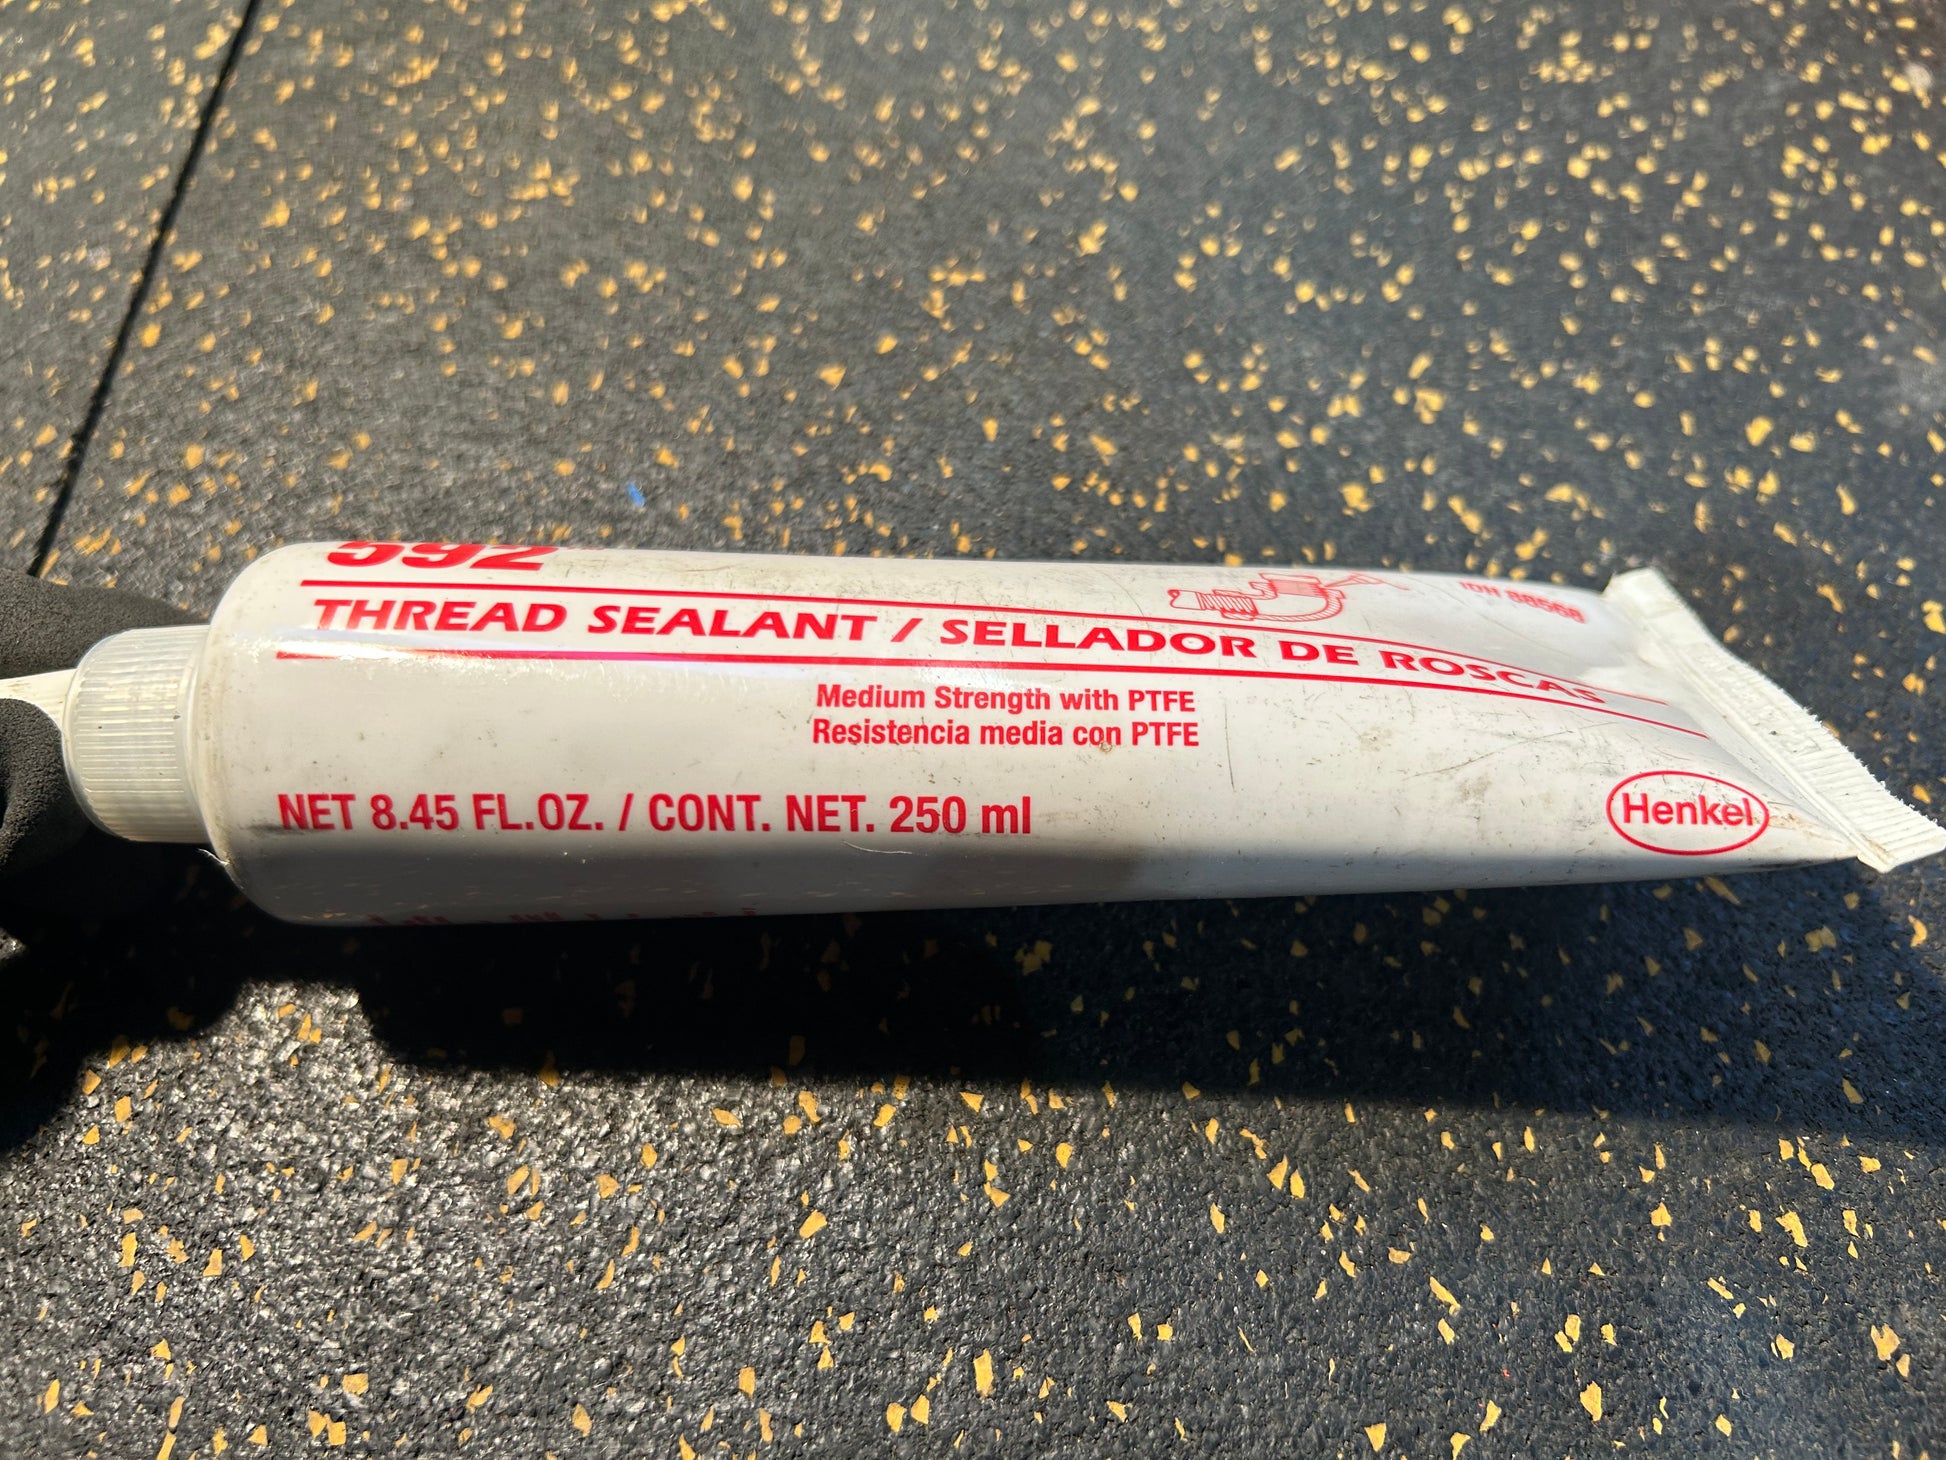 592™
THREAD SEALANT / SELLADOR DE ROSCAS
Medium Strength with PTFE
Resistencia media con PTFE
NET 8.45 FL.OZ. / CONT. NET. 250 ml
Henkel